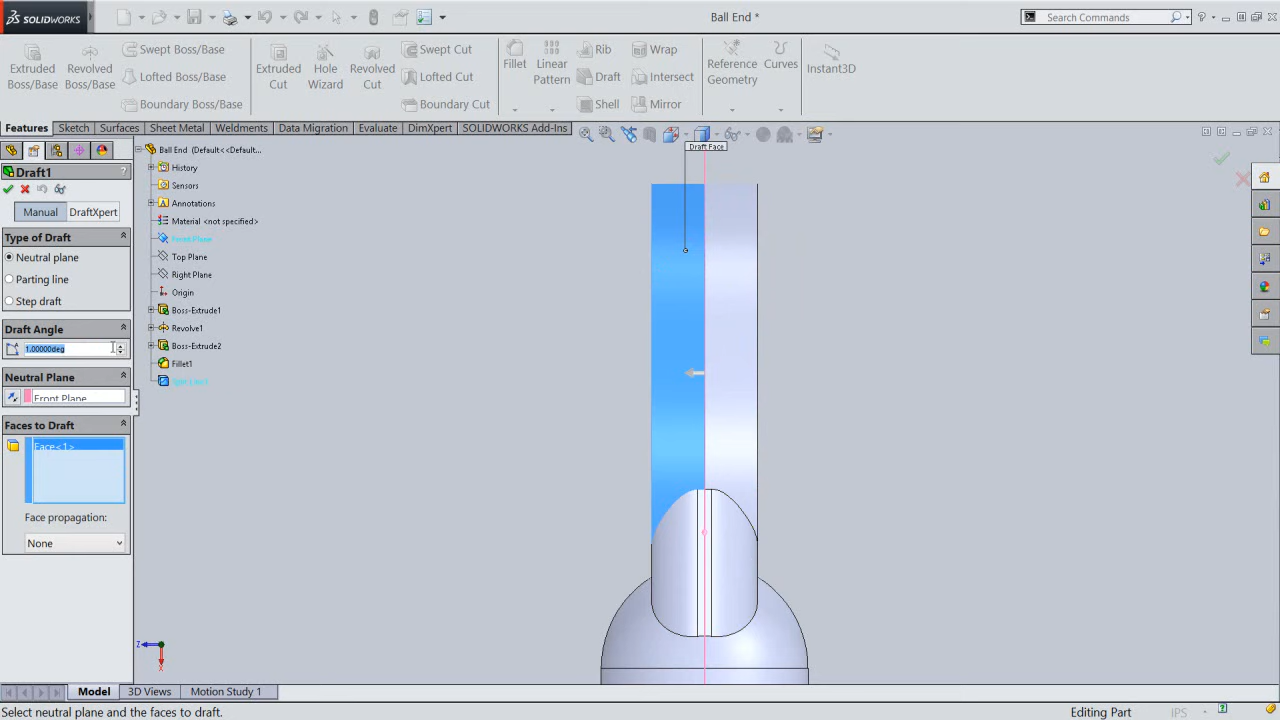 SOLIDWORKS
Ball End *
Search Commands
Extruded Boss/Base
Revolved Boss/Base
Swept Boss/Base
Lofted Boss/Base
Boundary Boss/Base
Extruded Cut
Hole Wizard
Revolved Cut
Swept Cut
Lofted Cut
Boundary Cut
Fillet
Linear Pattern
Rib
Draft
Shell
Wrap
Intersect
Mirror
Reference Geometry
Curves
Instant3D
Features
Sketch
Surfaces
Sheet Metal
Weldments
Data Migration
Evaluate
DimXpert
SOLIDWORKS Add-Ins
Draft1
?
Manual
DraftXpert
Type of Draft
Neutral plane
Parting line
Step draft
Draft Angle
1.00000deg
Neutral Plane
Front Plane
Faces to Draft
Face<1>
Face propagation:
None
Ball End (Default<<Default...
History
Sensors
Annotations
Material <not specified>
Front Plane
Top Plane
Right Plane
Origin
Boss-Extrude1
Revolve1
Boss-Extrude2
Fillet1
Draft Face
Z
X
Model
3D Views
Motion Study 1
Select neutral plane and the faces to draft.
Editing Part
IPS